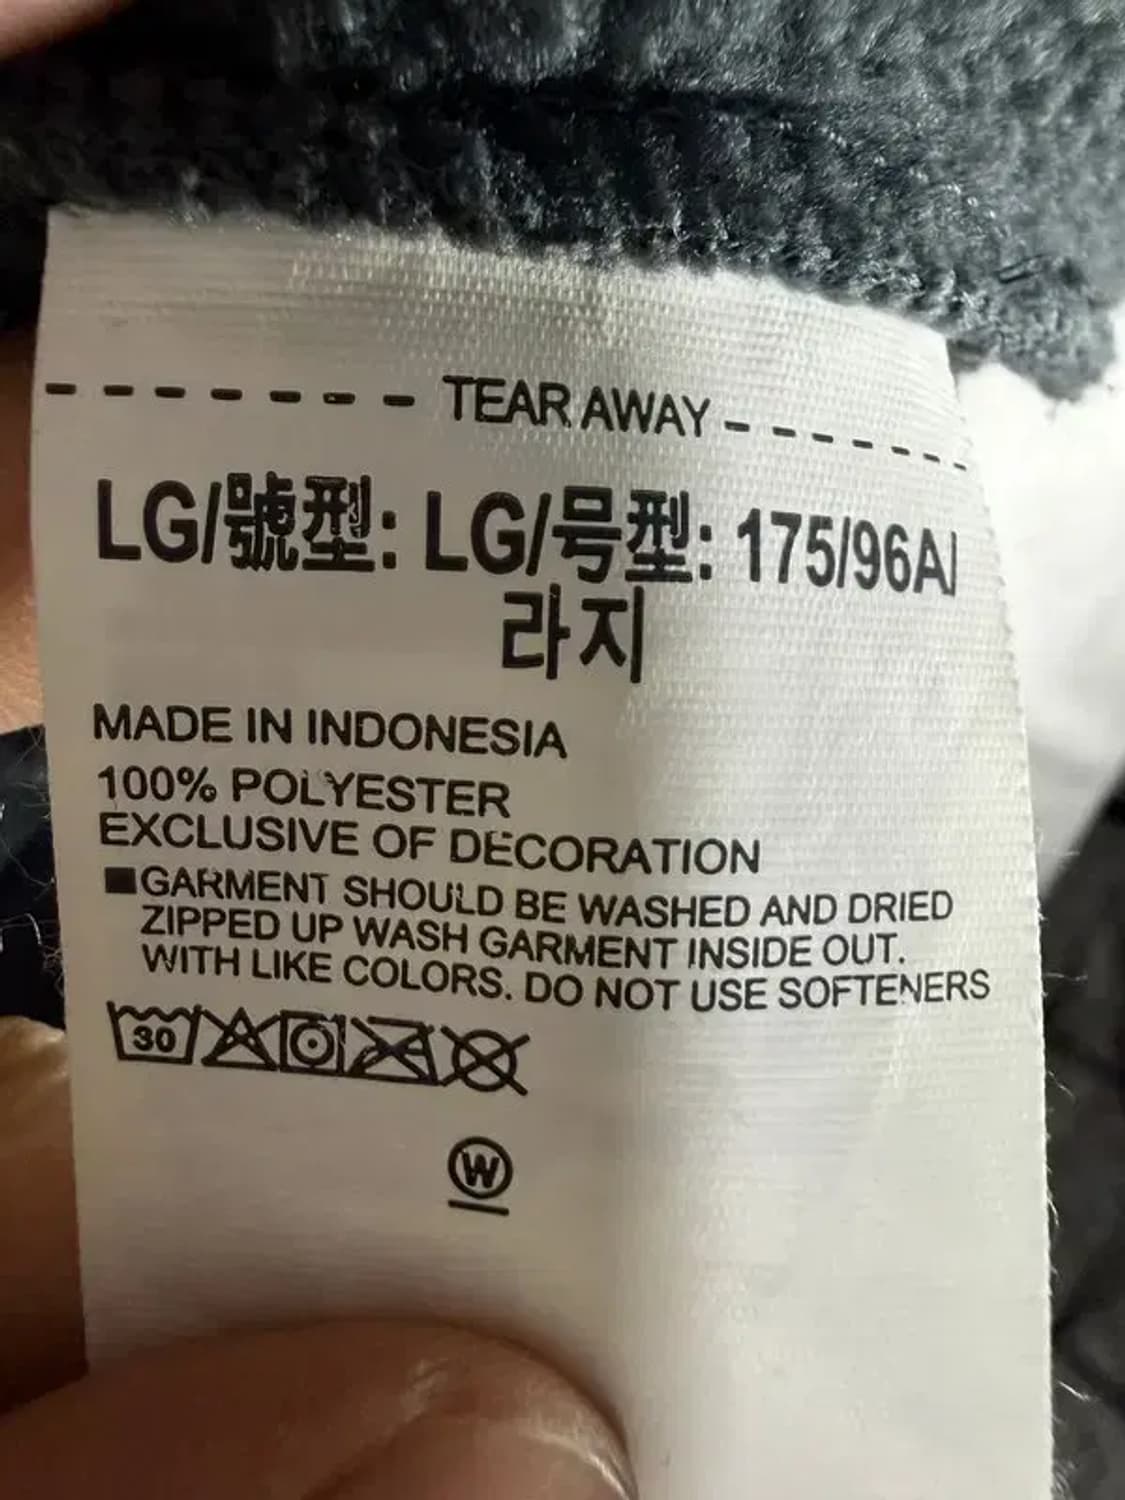 TEAR AWAY
LG/號型: LG/号型: 175/96A/
라지
MADE IN INDONESIA
100% POLYESTER
EXCLUSIVE OF DECORATION
■GARMENT SHOULD BE WASHED AND DRIED
ZIPPED UP WASH GARMENT INSIDE OUT.
WITH LIKE COLORS. DO NOT USE SOFTENERS
30
W